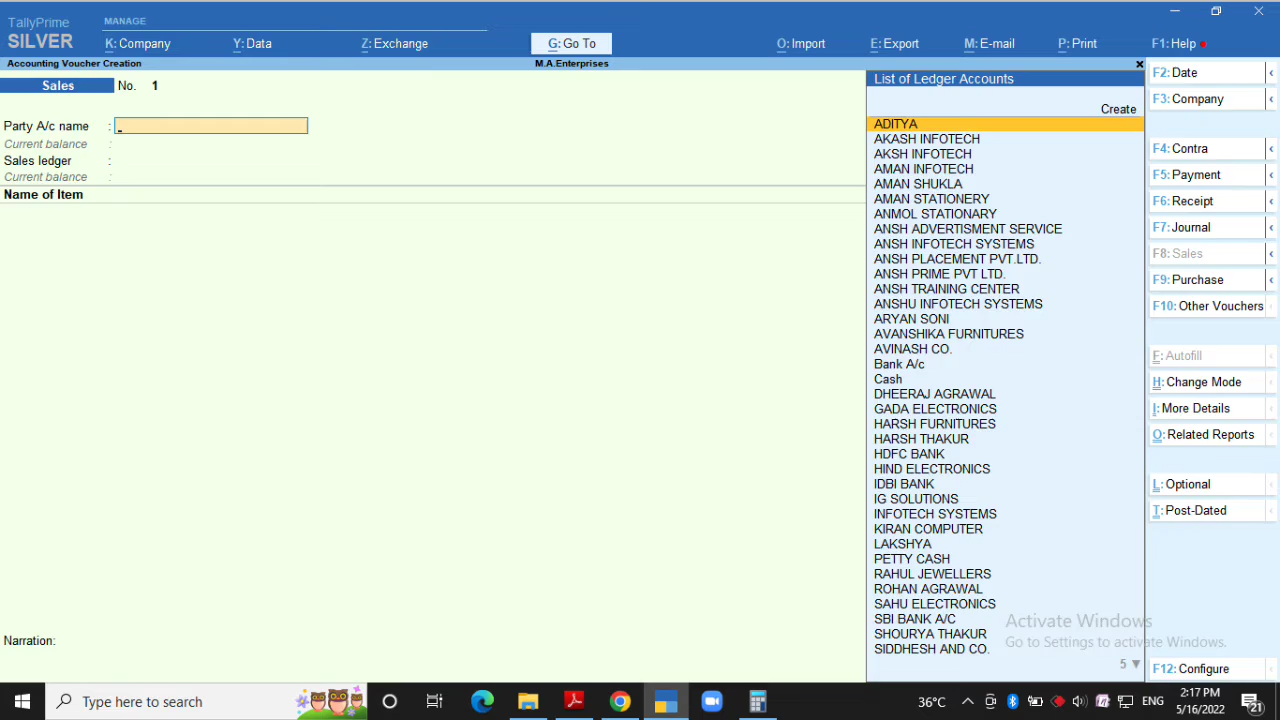 TallyPrime
SILVER
MANAGE
K: Company
Y: Data
Z: Exchange
G: Go To
O: Import
E: Export
M: E-mail
P: Print
F1: Help
Accounting Voucher Creation
M.A.Enterprises
Sales No. 1
Party A/c name :
Current balance :
Sales ledger :
Current balance :
Name of Item
Narration:
List of Ledger Accounts
Create
ADITYA
AKASH INFOTECH
AKSH INFOTECH
AMAN INFOTECH
AMAN SHUKLA
AMAN STATIONERY
ANMOL STATIONARY
ANSH ADVERTISMENT SERVICE
ANSH INFOTECH SYSTEMS
ANSH PLACEMENT PVT.LTD.
ANSH PRIME PVT LTD.
ANSH TRAINING CENTER
ANSHU INFOTECH SYSTEMS
ARYAN SONI
AVANSHIKA FURNITURES
AVINASH CO.
Bank A/c
Cash
DHEERAJ AGRAWAL
GADA ELECTRONICS
HARSH FURNITURES
HARSH THAKUR
HDFC BANK
HIND ELECTRONICS
IDBI BANK
IG SOLUTIONS
INFOTECH SYSTEMS
KIRAN COMPUTER
LAKSHYA
PETTY CASH
RAHUL JEWELLERS
ROHAN AGRAWAL
SAHU ELECTRONICS
SBI BANK A/C
SHOURYA THAKUR
SIDDHESH AND CO.
5 ▼
F2: Date
F3: Company
F4: Contra
F5: Payment
F6: Receipt
F7: Journal
F8: Sales
F9: Purchase
F10: Other Vouchers
F: Autofill
H: Change Mode
I: More Details
O: Related Reports
L: Optional
T: Post-Dated
F12: Configure
Activate Windows
Go to Settings to activate Windows.
Type here to search
36°C
ENG
2:17 PM
5/16/2022
21